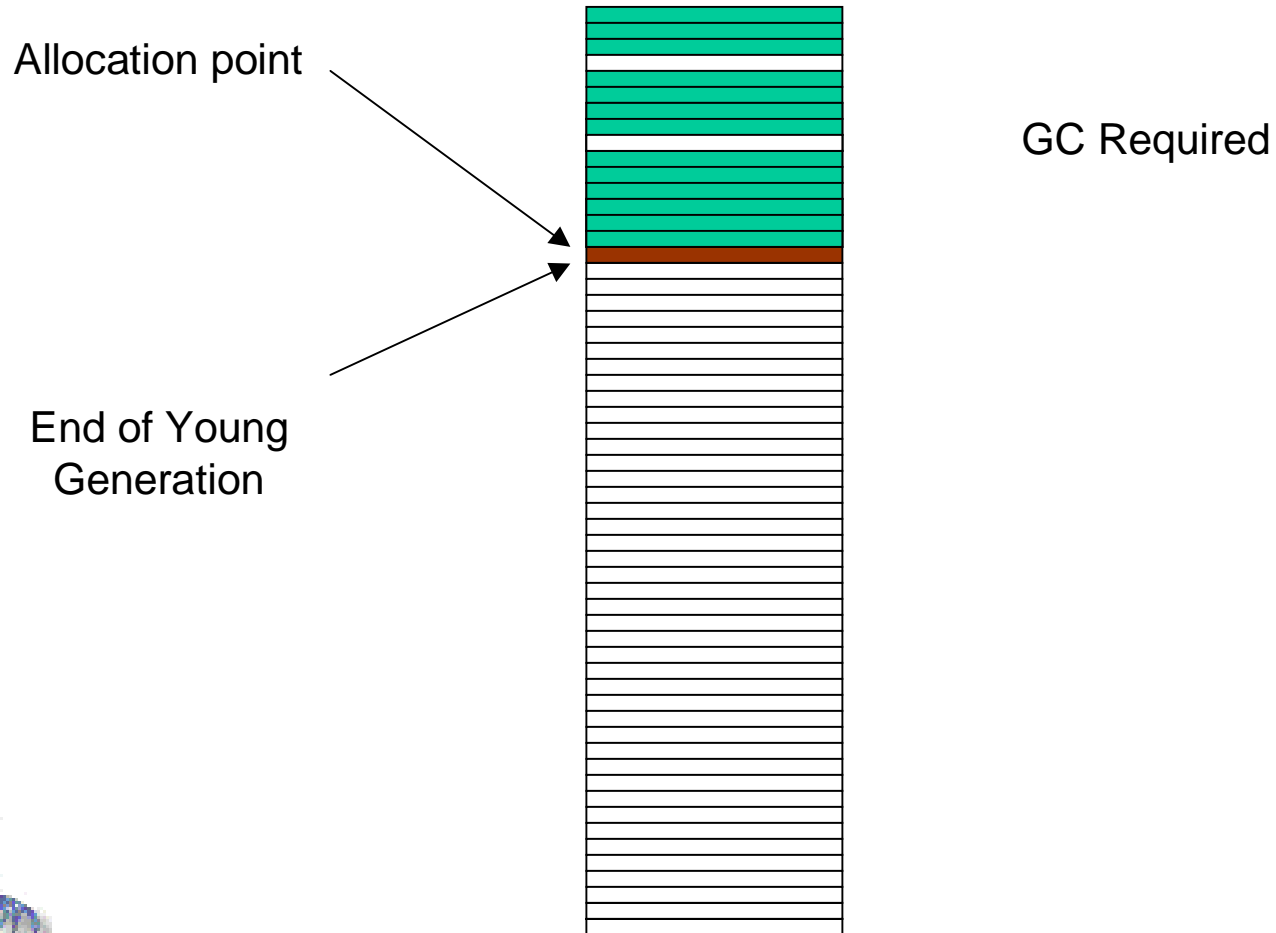 Allocation point
GC Required
End of Young
Generation